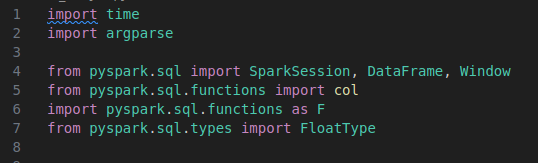 1 import time
2 import argparse
3
4 from pyspark.sql import SparkSession, DataFrame, Window
5 from pyspark.sql.functions import col
6 import pyspark.sql.functions as F
7 from pyspark.sql.types import FloatType
8